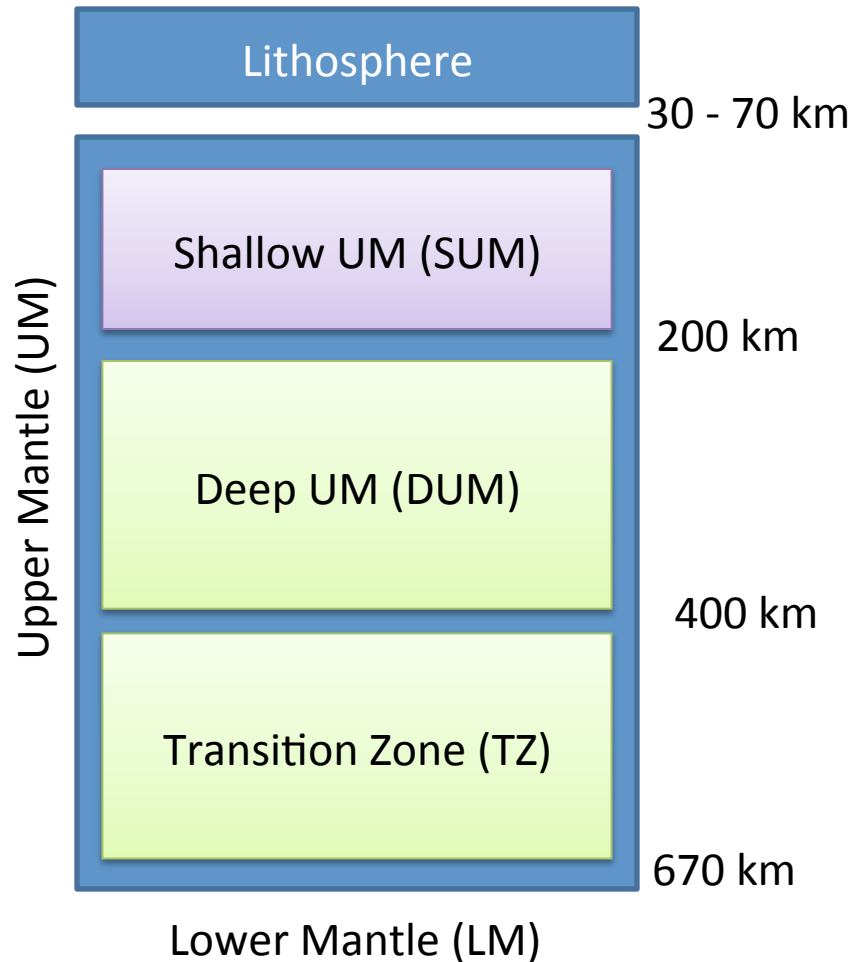 Lithosphere
30 - 70 km
Upper Mantle (UM)
Shallow UM (SUM)
200 km
Deep UM (DUM)
400 km
Transition Zone (TZ)
670 km
Lower Mantle (LM)